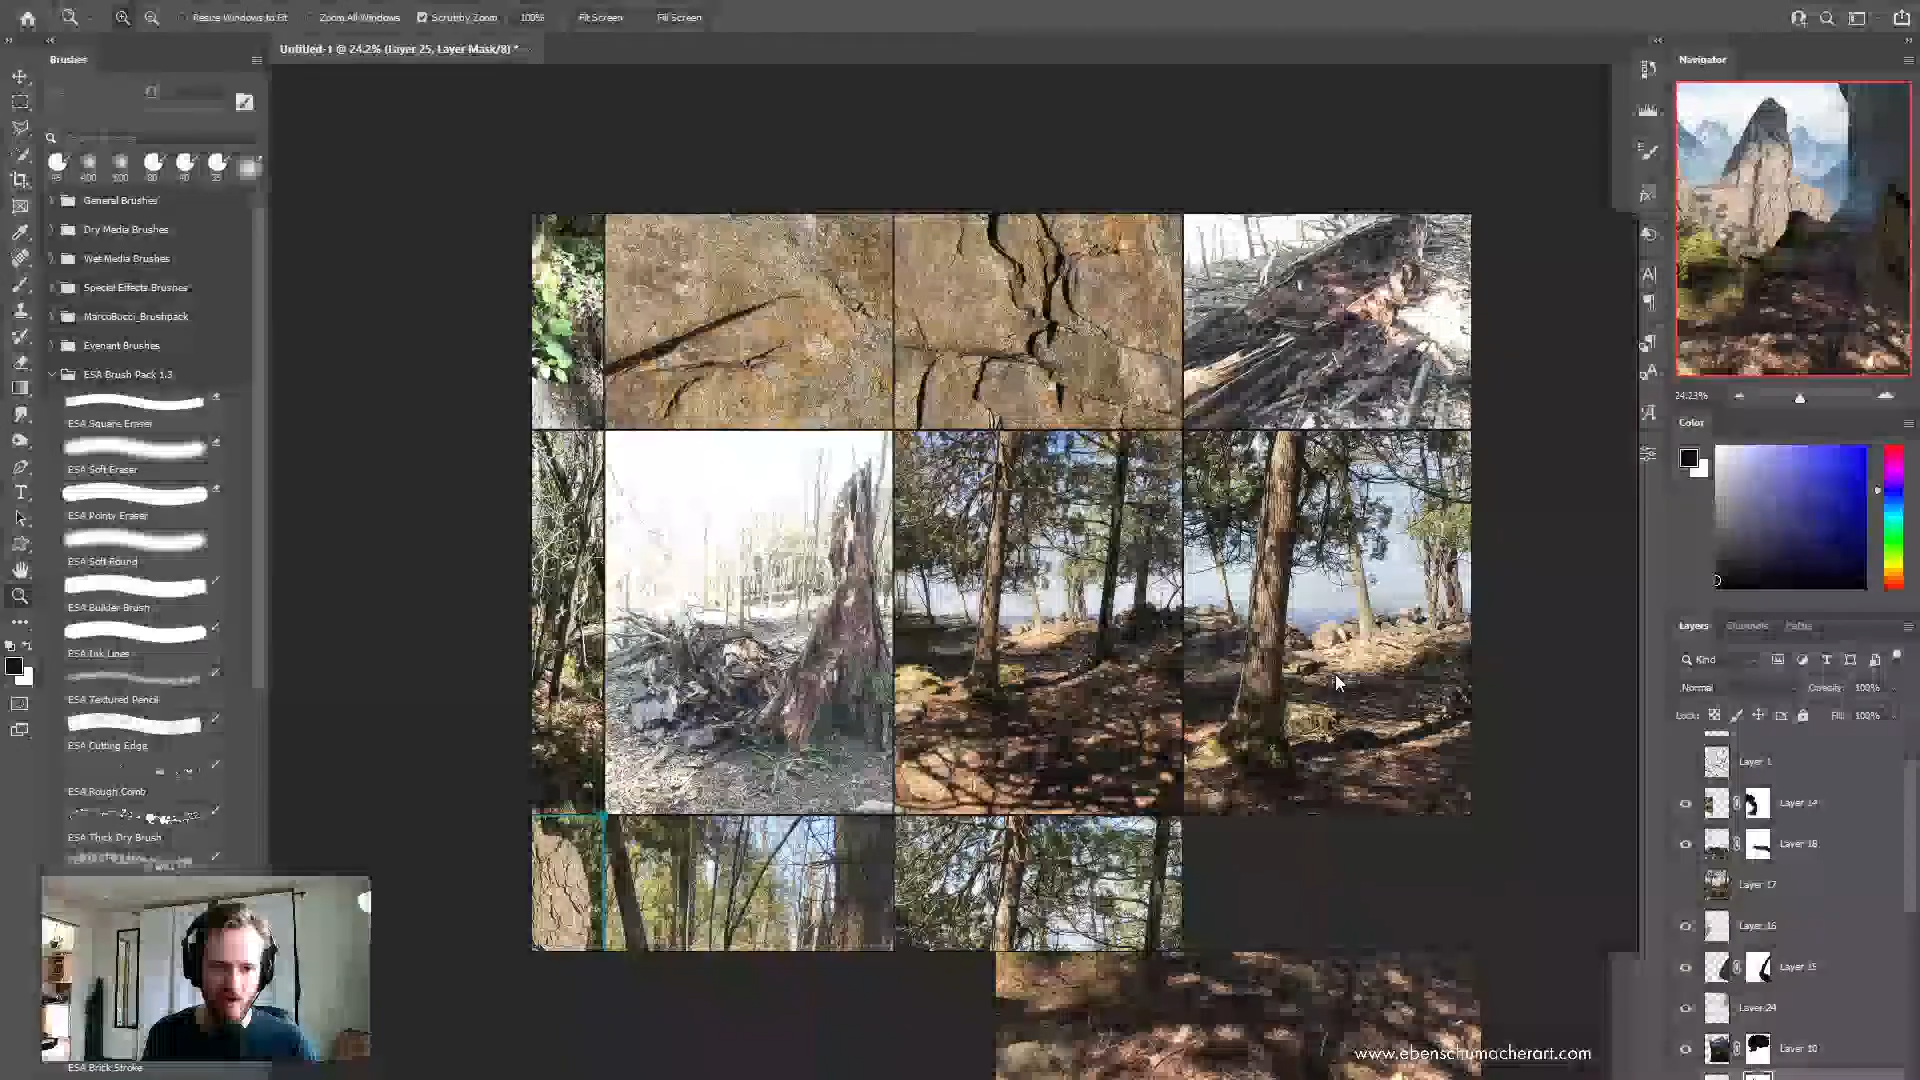 Resize Windows to Fit
Zoom All Windows
Scrubby Zoom
100%
Fit Screen
Fill Screen
Untitled-1 @ 24.2% (Layer 25, Layer Mask/8) *
Brushes
General Brushes
Dry Media Brushes
Wet Media Brushes
Special Effects Brushes
MarcoBucci_Brushpack
Evenant Brushes
ESA Brush Pack 1.3
ESA Square Eraser
ESA Soft Eraser
ESA Pointy Eraser
ESA Soft Round
ESA Builder Brush
ESA Ink Lines
ESA Textured Pencil
ESA Cutting Edge
ESA Rough Comb
ESA Thick Dry Brush
ESA Brick Stroke
Navigator
24.23%
Color
Layers
Channels
Paths
Kind
Normal
Opacity: 100%
Lock:
Fill: 100%
Layer 1
Layer 14
Layer 18
Layer 17
Layer 16
Layer 15
Layer 24
Layer 10
www.ebenschumacherart.com